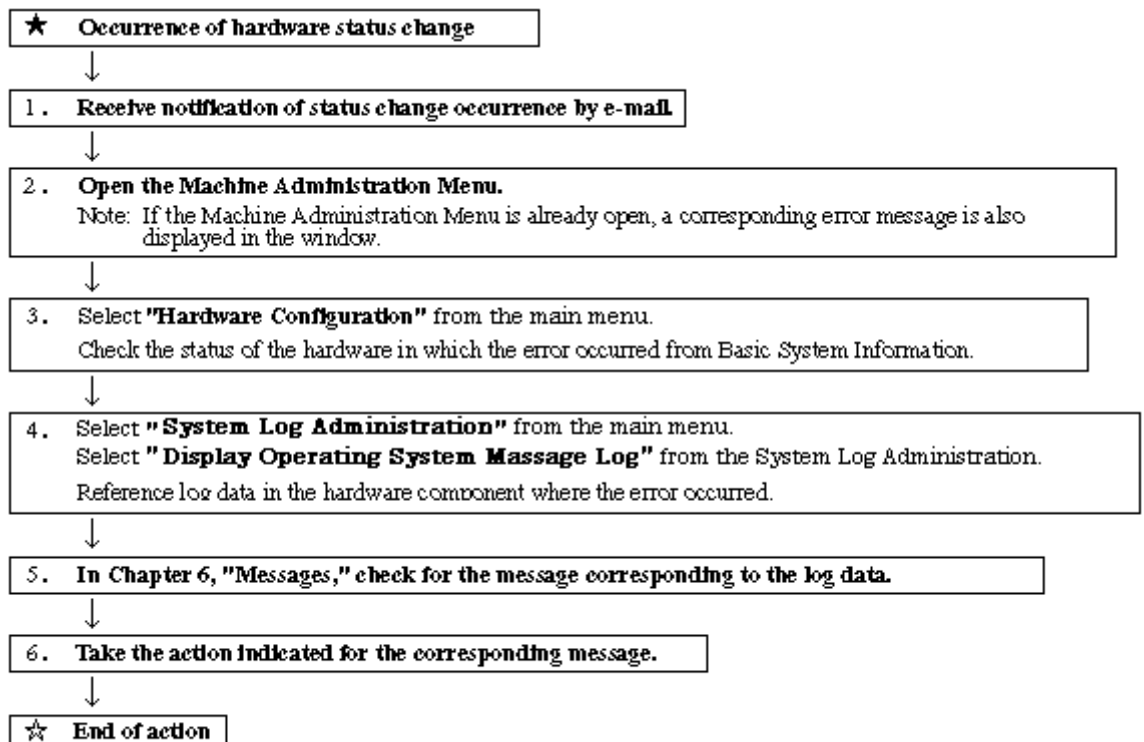 ★ Occurrence of hardware status change
↓
1. Receive notification of status change occurrence by e-mail.
↓
2. Open the Machine Administration Menu.
Note: If the Machine Administration Menu is already open, a corresponding error message is also
displayed in the window.
↓
3. Select "Hardware Configuration" from the main menu.
Check the status of the hardware in which the error occurred from Basic System Information.
↓
4. Select "System Log Administration" from the main menu.
Select "Display Operating System Massage Log" from the System Log Administration.
Reference log data in the hardware component where the error occurred.
↓
5. In Chapter 6, "Messages," check for the message corresponding to the log data.
↓
6. Take the action indicated for the corresponding message.
↓
☆ End of action